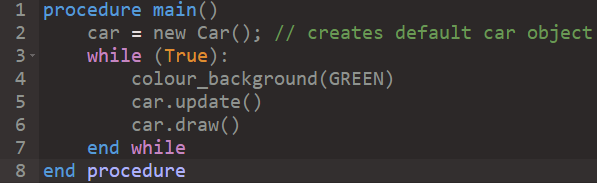 1 procedure main()
2     car = new Car(); // creates default car object
3     while (True):
4         colour_background(GREEN)
5         car.update()
6         car.draw()
7     end while
8 end procedure